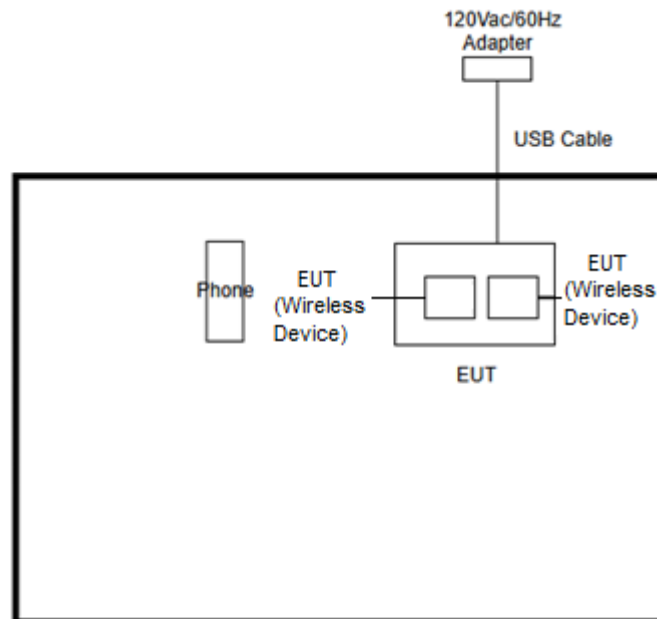 120Vac/60Hz
Adapter
USB Cable
Phone
EUT
(Wireless
Device)
EUT
(Wireless
Device)
EUT